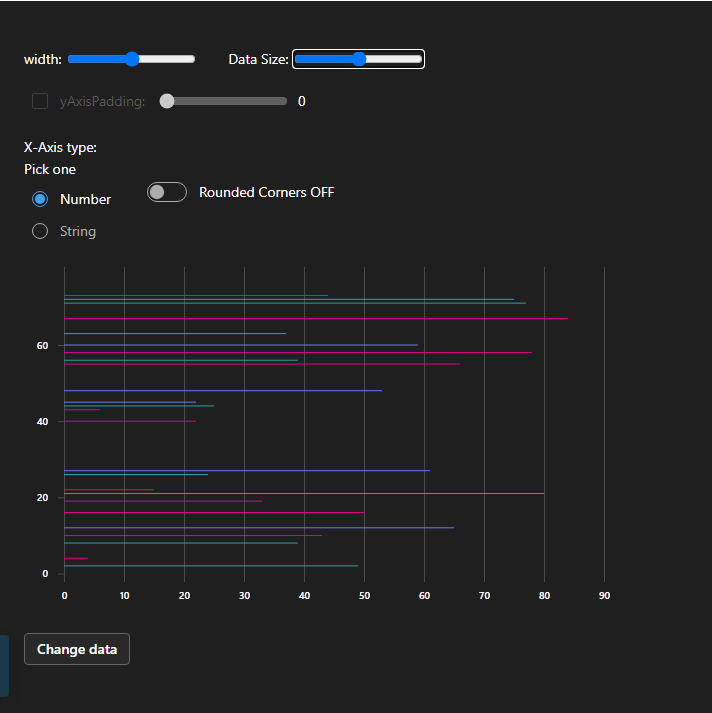 width: Data Size:
yAxisPadding: 0
X-Axis type:
Pick one
Number Rounded Corners OFF
String
60
40
20
0
0 10 20 30 40 50 60 70 80 90
Change data